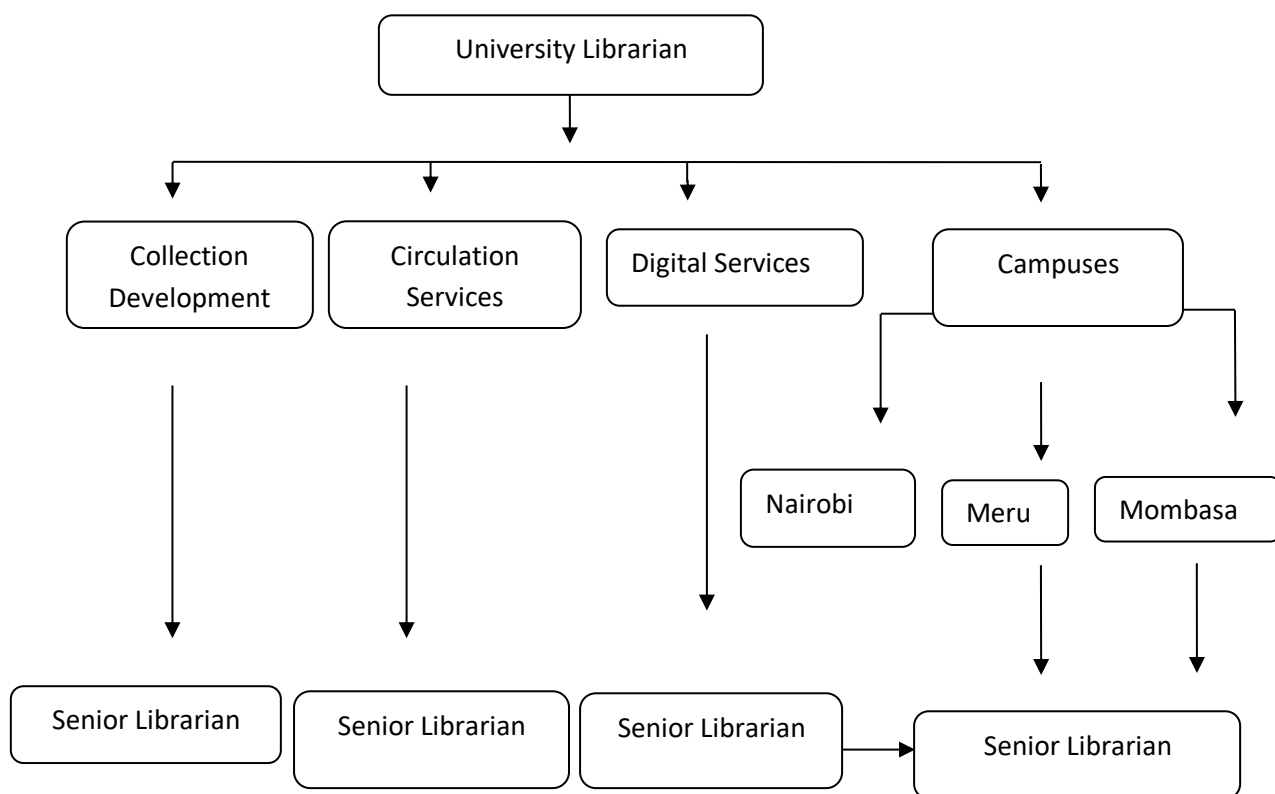 University Librarian
Collection
Development
Circulation
Services
Digital Services
Campuses
Nairobi
Meru
Mombasa
Senior Librarian
Senior Librarian
Senior Librarian
Senior Librarian